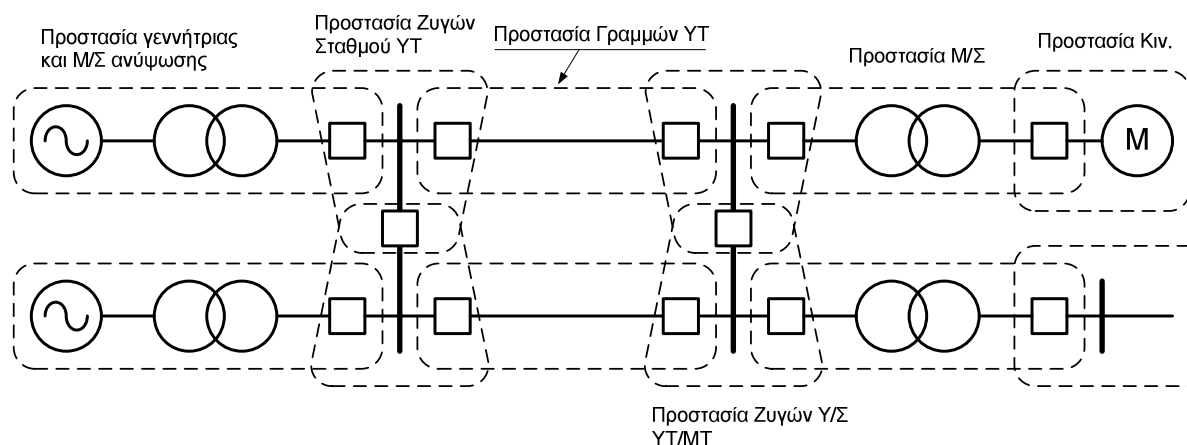 Προστασία γεννήτριας
και Μ/Σ ανύψωσης
Προστασία Ζυγών
Σταθμού ΥΤ
Προστασία Γραμμών ΥΤ
Προστασία Μ/Σ
Προστασία Κιν.
M
Προστασία Ζυγών Υ/Σ
ΥΤ/ΜΤ